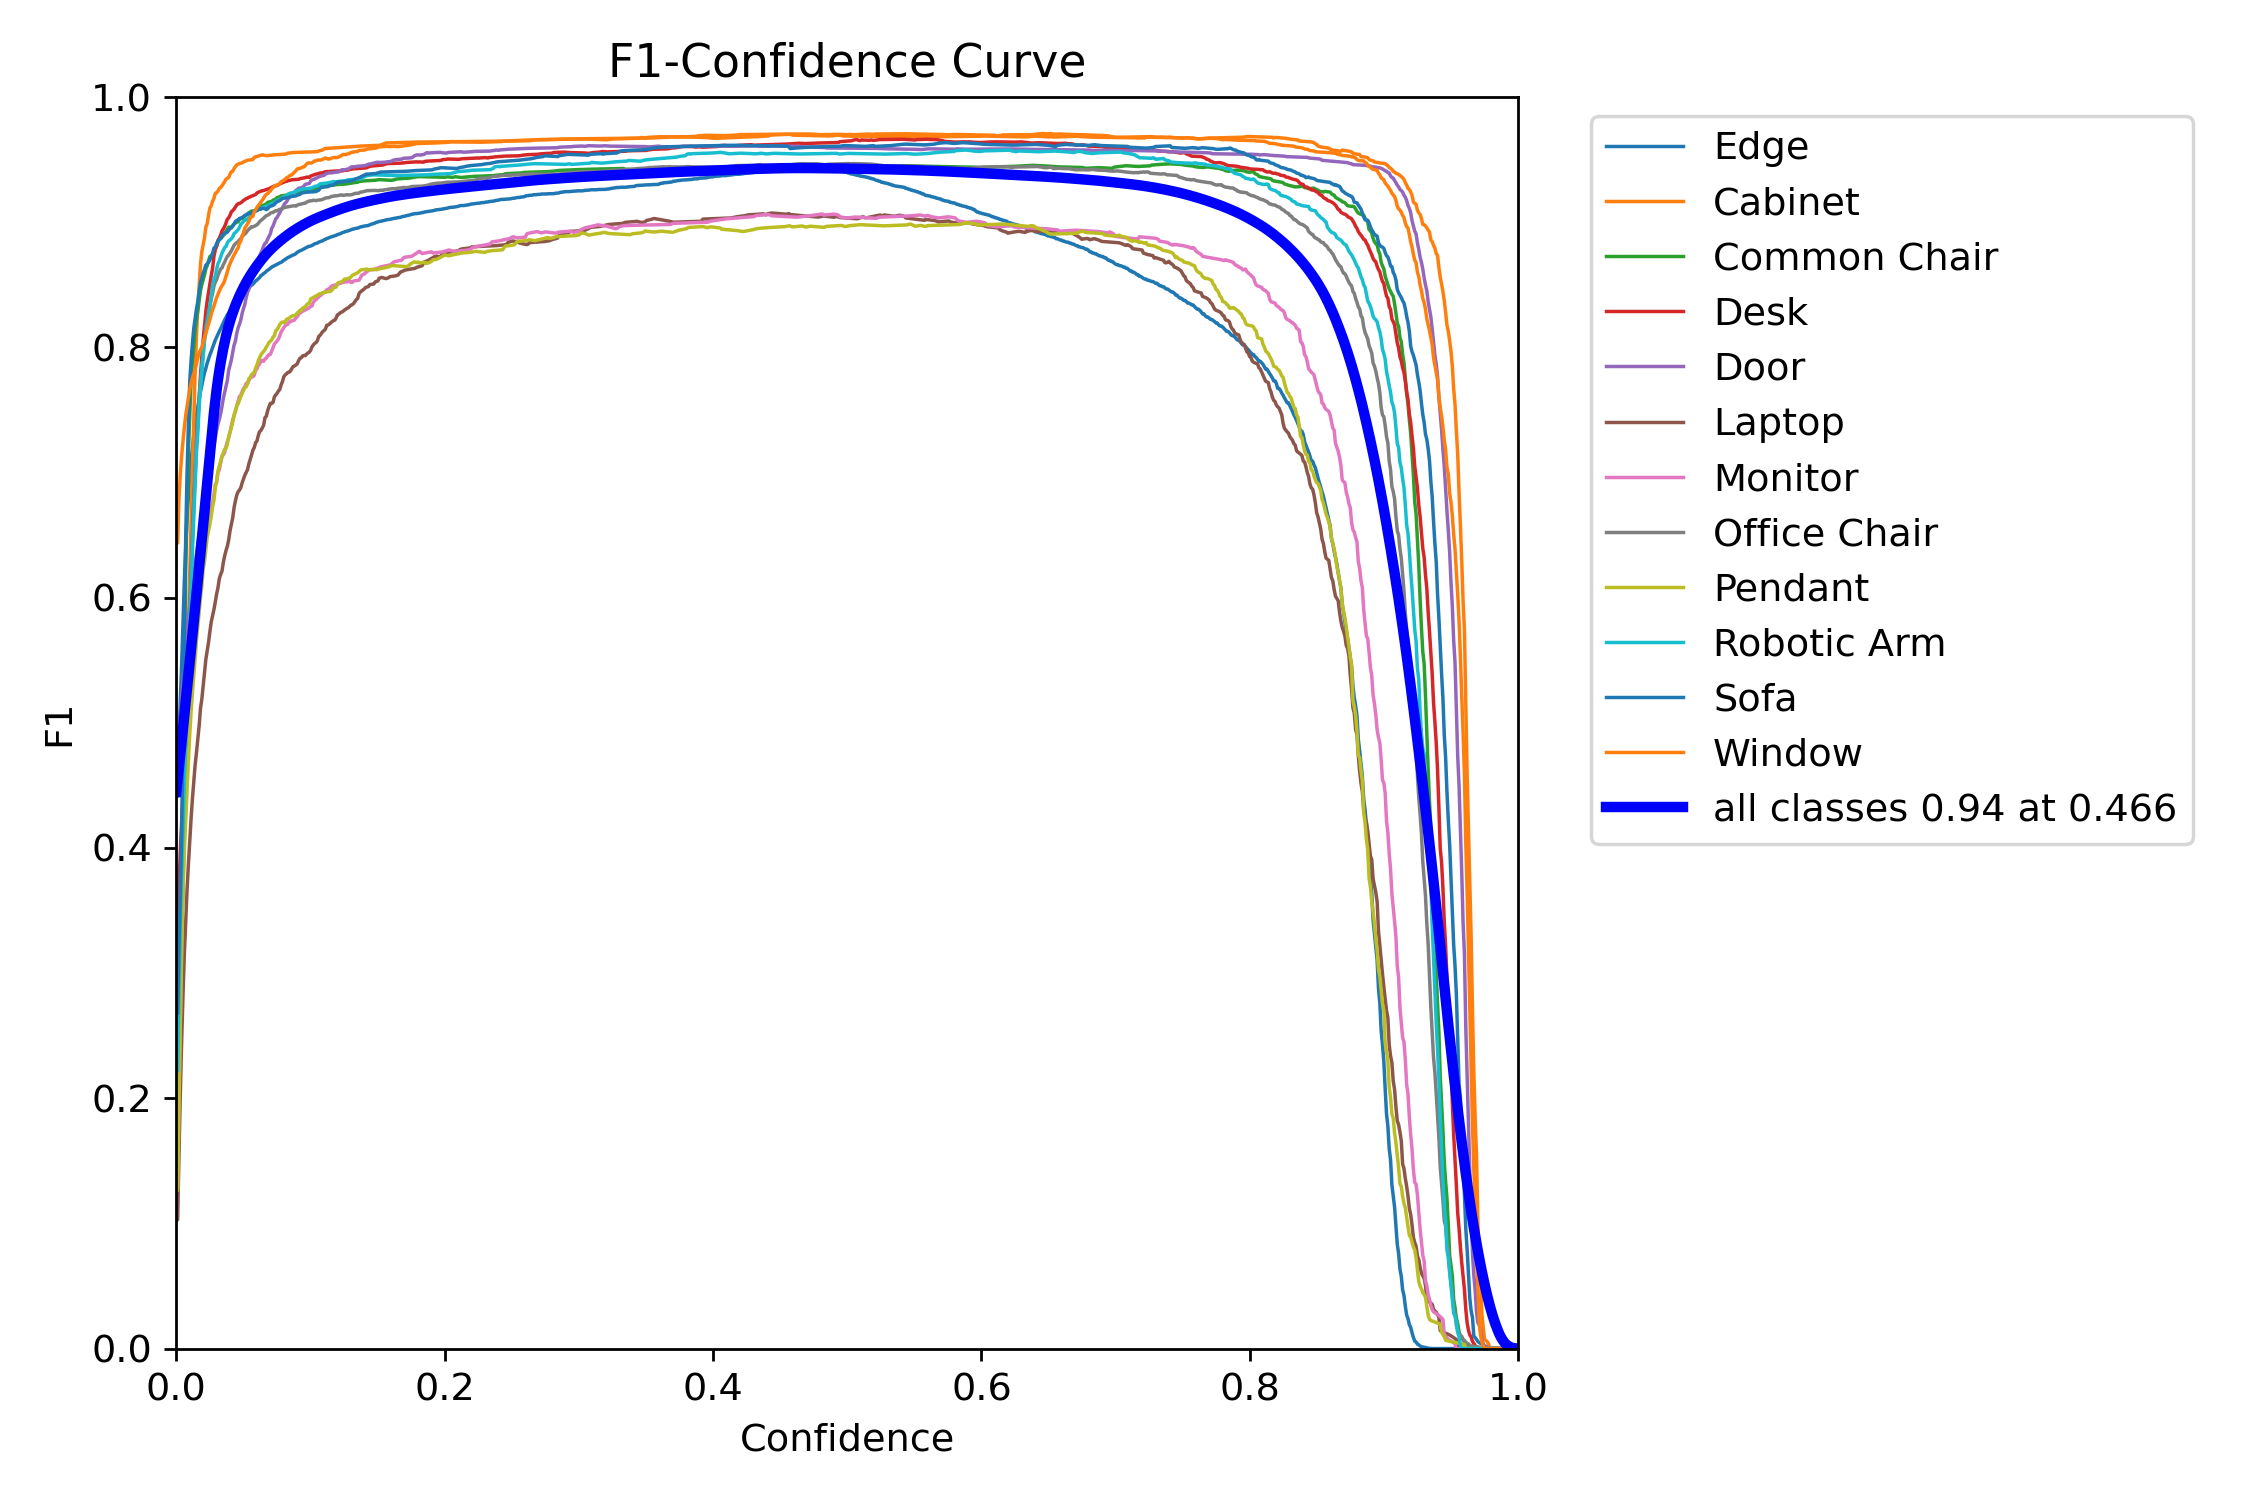 F1-Confidence Curve
1.0
0.8
0.6
0.4
0.2
0.0
F1
0.0 0.2 0.4 0.6 0.8 1.0
Confidence
Edge
Cabinet
Common Chair
Desk
Door
Laptop
Monitor
Office Chair
Pendant
Robotic Arm
Sofa
Window
all classes 0.94 at 0.466